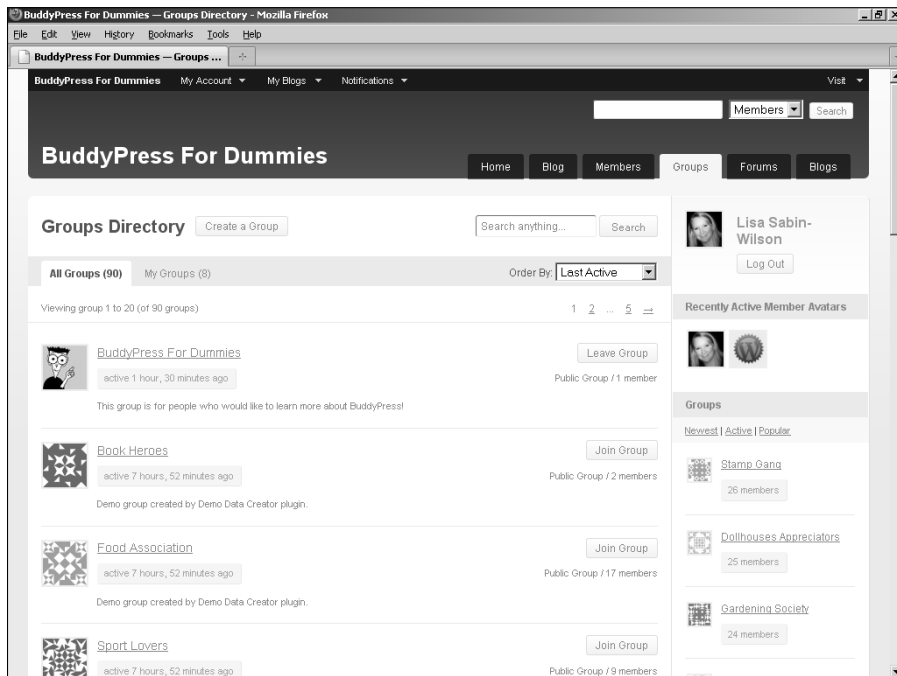 BuddyPress For Dummies — Groups Directory - Mozilla Firefox
File Edit View History Bookmarks Tools Help
BuddyPress For Dummies — Groups ...
BuddyPress For Dummies My Account My Blogs Notifications Visit
Members Search
BuddyPress For Dummies
Home Blog Members Groups Forums Blogs
Groups Directory Create a Group Search anything... Search
All Groups (90) My Groups (8) Order By: Last Active
Viewing group 1 to 20 (of 90 groups) 1 2 ... 5 →
BuddyPress For Dummies Leave Group
active 1 hour, 30 minutes ago Public Group / 1 member
This group is for people who would like to learn more about BuddyPress!
Book Heroes Join Group
active 7 hours, 52 minutes ago Public Group / 2 members
Demo group created by Demo Data Creator plugin.
Food Association Join Group
active 7 hours, 52 minutes ago Public Group / 17 members
Demo group created by Demo Data Creator plugin.
Sport Lovers Join Group
active 7 hours, 52 minutes ago Public Group / 9 members
Lisa Sabin-
Wilson
Log Out
Recently Active Member Avatars
Groups
Newest | Active | Popular
Stamp Gang
26 members
Dollhouses Appreciators
25 members
Gardening Society
24 members